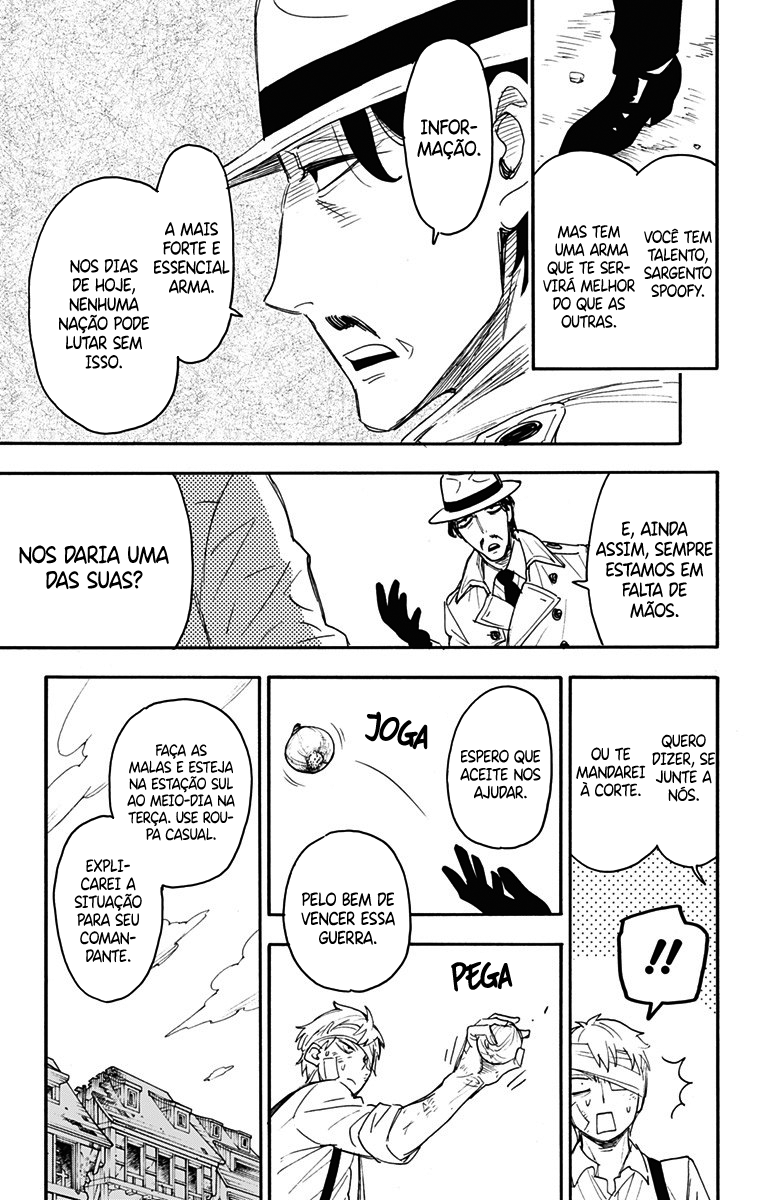 VOCÊ TEM
TALENTO,
SARGENTO
SPOOFY.
MAS TEM
UMA ARMA
QUE TE SER-
VIRÁ MELHOR
DO QUE AS
OUTRAS.
INFOR-
MAÇÃO.
A MAIS
FORTE E
ESSENCIAL
ARMA.
NOS DIAS
DE HOJE,
NENHUMA
NAÇÃO PODE
LUTAR SEM
ISSO.
E, AINDA
ASSIM, SEMPRE
ESTAMOS EM
FALTA DE
MÃOS.
NOS DARIA UMA
DAS SUAS?
QUERO
DIZER, SE
JUNTE A
NÓS.
OU TE
MANDAREI
À CORTE.
!!
ESPERO QUE
ACEITE NOS
AJUDAR.
JOGA
PELO BEM DE
VENCER ESSA
GUERRA.
PEGA
FAÇA AS
MALAS E ESTEJA
NA ESTAÇÃO SUL
AO MEIO-DIA NA
TERÇA. USE ROU-
PA CASUAL.
EXPLI-
CAREI A
SITUAÇÃO
PARA SEU
COMAN-
DANTE.